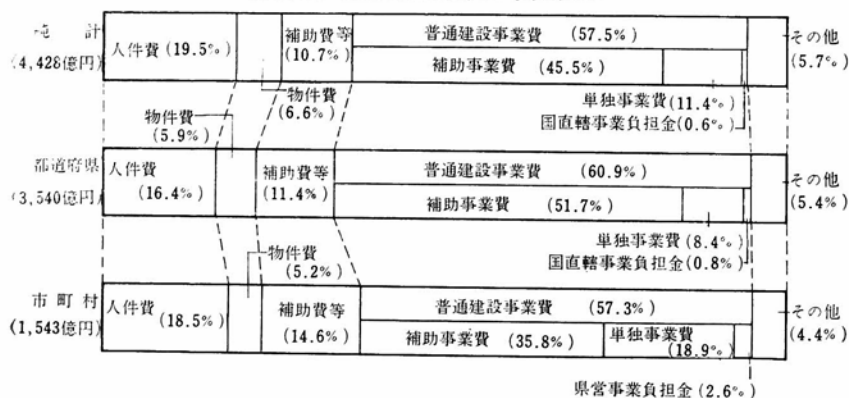 純計
(4,428億円)
人件費(19.5%)
物件費
(6.6%)
補助費等
(10.7%)
普通建設事業費 (57.5%)
補助事業費 (45.5%)
単独事業費(11.4%)
国直轄事業負担金(0.6%)
その他
(5.7%)
都道府県
(3,540億円)
人件費
(16.4%)
物件費
(5.9%)
補助費等
(11.4%)
普通建設事業費 (60.9%)
補助事業費 (51.7%)
単独事業費(8.4%)
国直轄事業負担金(0.8%)
その他
(5.4%)
市町村
(1,543億円)
人件費
(18.5%)
物件費
(5.2%)
補助費等
(14.6%)
普通建設事業費 (57.3%)
補助事業費 (35.8%)
単独事業費
(18.9%)
県営事業負担金(2.6%)
その他
(4.4%)